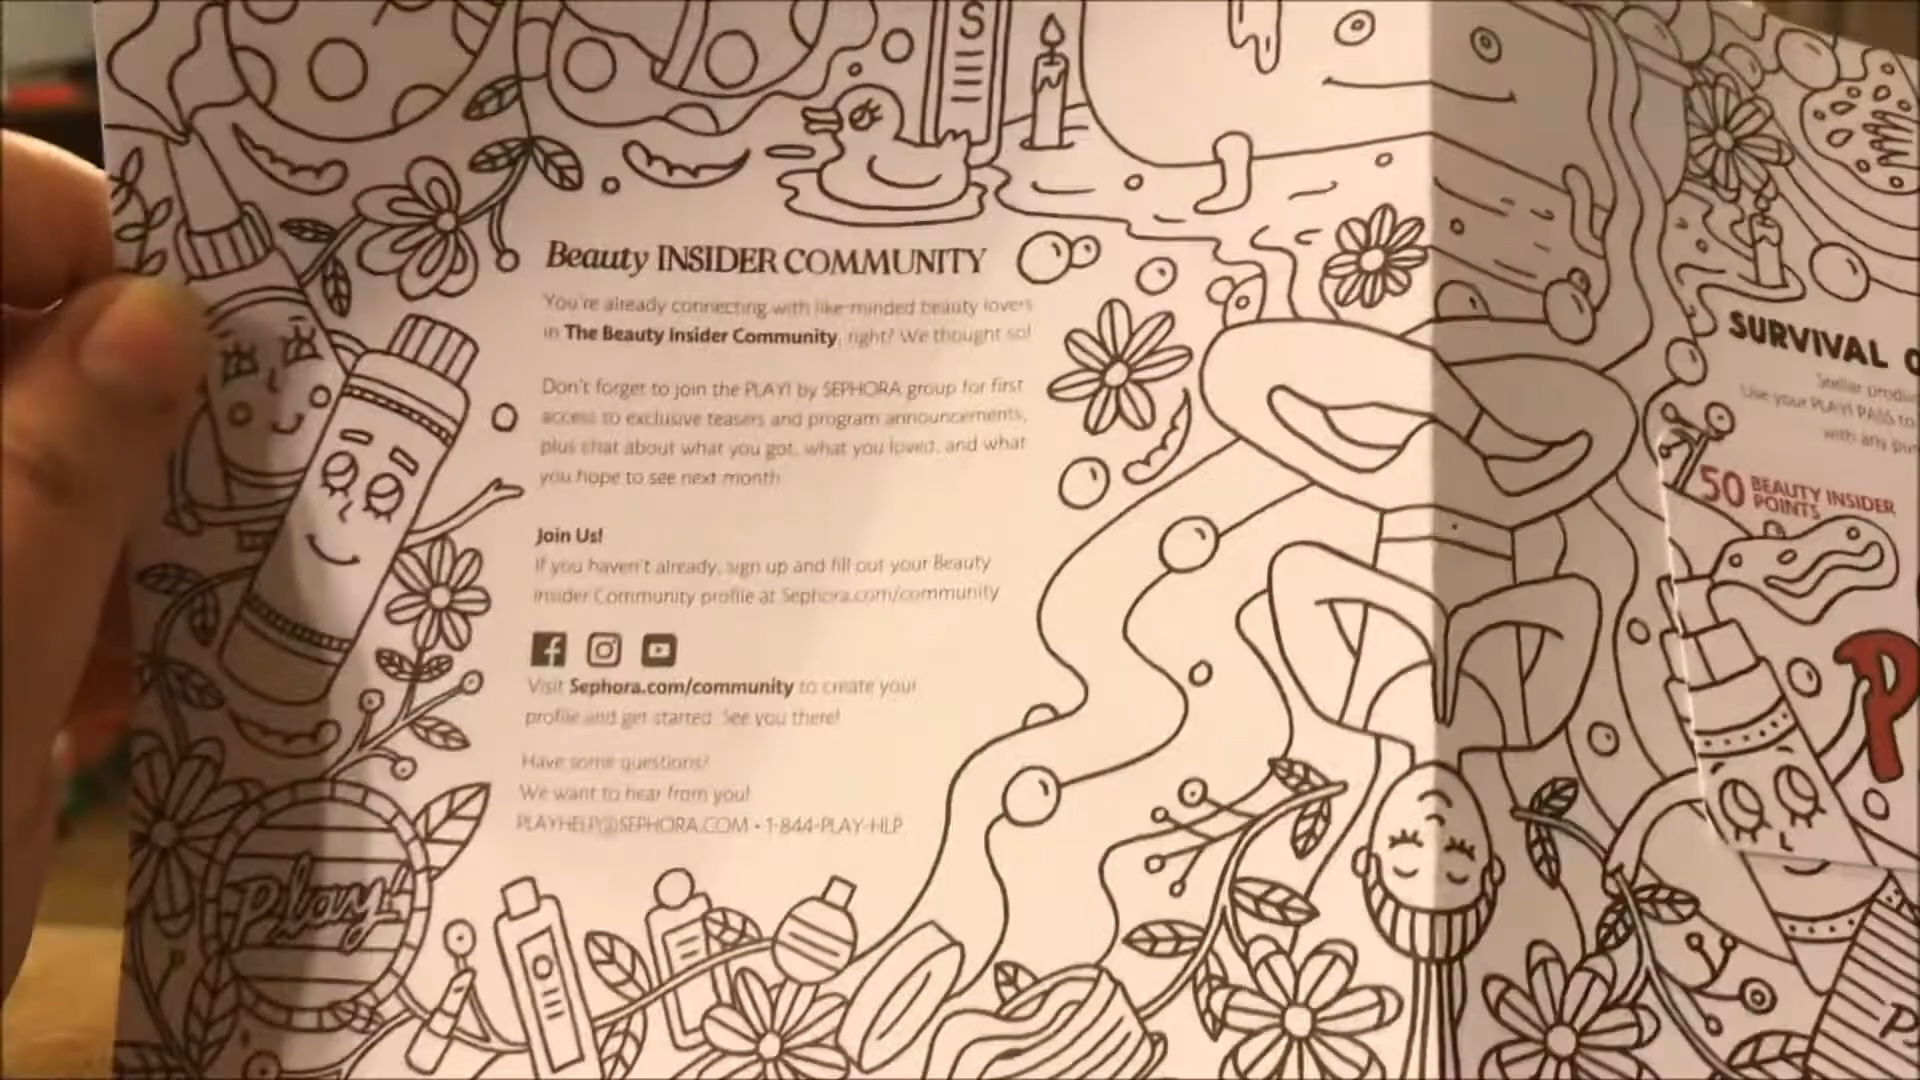 S
Beauty INSIDER COMMUNITY
You're already connecting with like-minded beauty lovers
in The Beauty Insider Community, right? We thought so!
Don't forget to join the PLAY! by SEPHORA group for first
access to exclusive teasers and program announcements,
plus chat about what you got, what you loved, and what
you hope to see next month.
Join Us!
If you haven't already, sign up and fill out your Beauty
Insider Community profile at Sephora.com/community
Visit Sephora.com/community to create your
profile and get started. See you there!
Have some questions?
We want to hear from you!
PLAYHELP@SEPHORA.COM • 1-844-PLAY-HLP
Play!
SURVIVAL
Stellar
Use your PLAY! PASS to
with any
50 BEAUTY INSIDER
POINTS
P